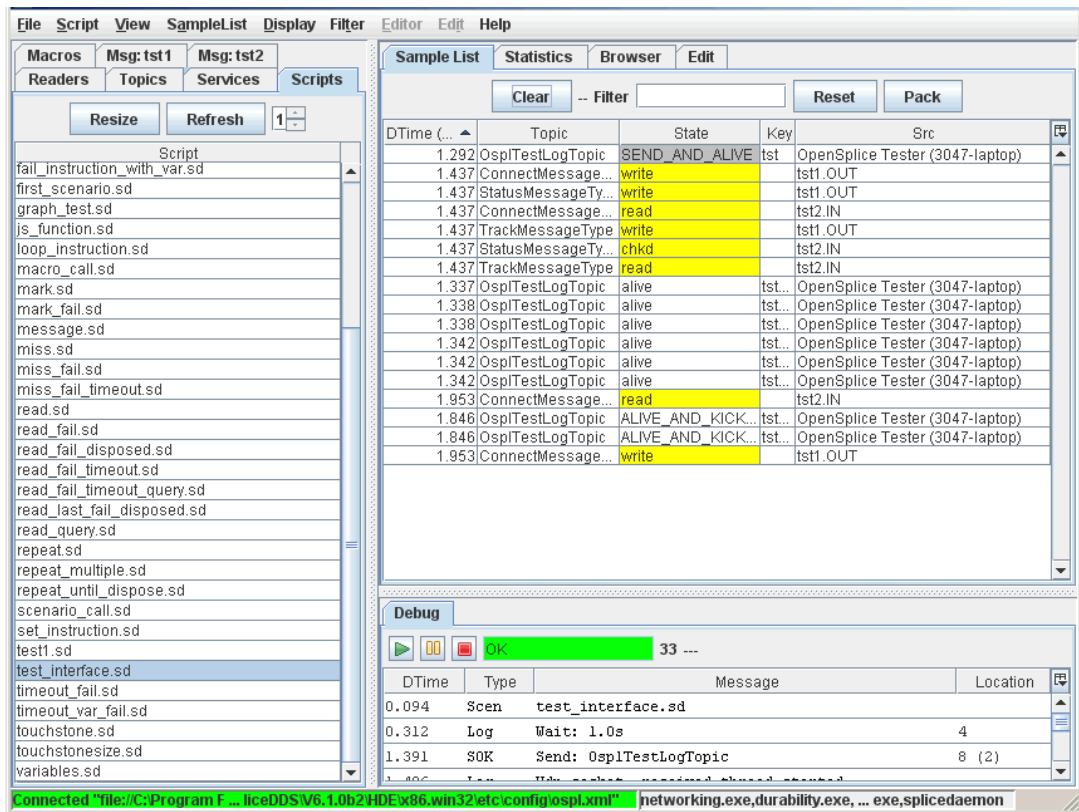 File Script View SampleList Display Filter Editor Edit Help
Macros Msg: tst1 Msg: tst2
Readers Topics Services Scripts
Resize Refresh 1
Script
fail_instruction_with_var.sd
first_scenario.sd
graph_test.sd
js_function.sd
loop_instruction.sd
macro_call.sd
mark.sd
mark_fail.sd
message.sd
miss.sd
miss_fail.sd
miss_fail_timeout.sd
read.sd
read_fail.sd
read_fail_disposed.sd
read_fail_timeout.sd
read_fail_timeout_query.sd
read_last_fail_disposed.sd
read_query.sd
repeat.sd
repeat_multiple.sd
repeat_until_dispose.sd
scenario_call.sd
set_instruction.sd
test1.sd
test_interface.sd
timeout_fail.sd
timeout_var_fail.sd
touchstone.sd
touchstonesize.sd
variables.sd
Sample List Statistics Browser Edit
Clear -- Filter Reset Pack
DTime (... Topic State Key Src
1.292 OsplTestLogTopic SEND_AND_ALIVE tst OpenSplice Tester (3047-laptop)
1.437 ConnectMessage... write tst1.OUT
1.437 StatusMessageTy... write tst1.OUT
1.437 ConnectMessage... read tst2.IN
1.437 TrackMessageType write tst1.OUT
1.437 StatusMessageTy... chkd tst2.IN
1.437 TrackMessageType read tst2.IN
1.337 OsplTestLogTopic alive tst... OpenSplice Tester (3047-laptop)
1.338 OsplTestLogTopic alive tst... OpenSplice Tester (3047-laptop)
1.338 OsplTestLogTopic alive tst... OpenSplice Tester (3047-laptop)
1.342 OsplTestLogTopic alive tst... OpenSplice Tester (3047-laptop)
1.342 OsplTestLogTopic alive tst... OpenSplice Tester (3047-laptop)
1.342 OsplTestLogTopic alive tst... OpenSplice Tester (3047-laptop)
1.953 ConnectMessage... read tst2.IN
1.846 OsplTestLogTopic ALIVE_AND_KICK... tst... OpenSplice Tester (3047-laptop)
1.846 OsplTestLogTopic ALIVE_AND_KICK... tst... OpenSplice Tester (3047-laptop)
1.953 ConnectMessage... write tst1.OUT
Debug
OK 33 ---
DTime Type Message Location
0.094 Scen test_interface.sd
0.312 Log Wait: 1.0s 4
1.391 SOK Send: OsplTestLogTopic 8 (2)
Connected "file://C:\Program F ... liceDDS\V6.1.0b2\HDE\x86.win32\etc\config\ospl.xml" networking.exe,durability.exe, ... exe,splicedaemon